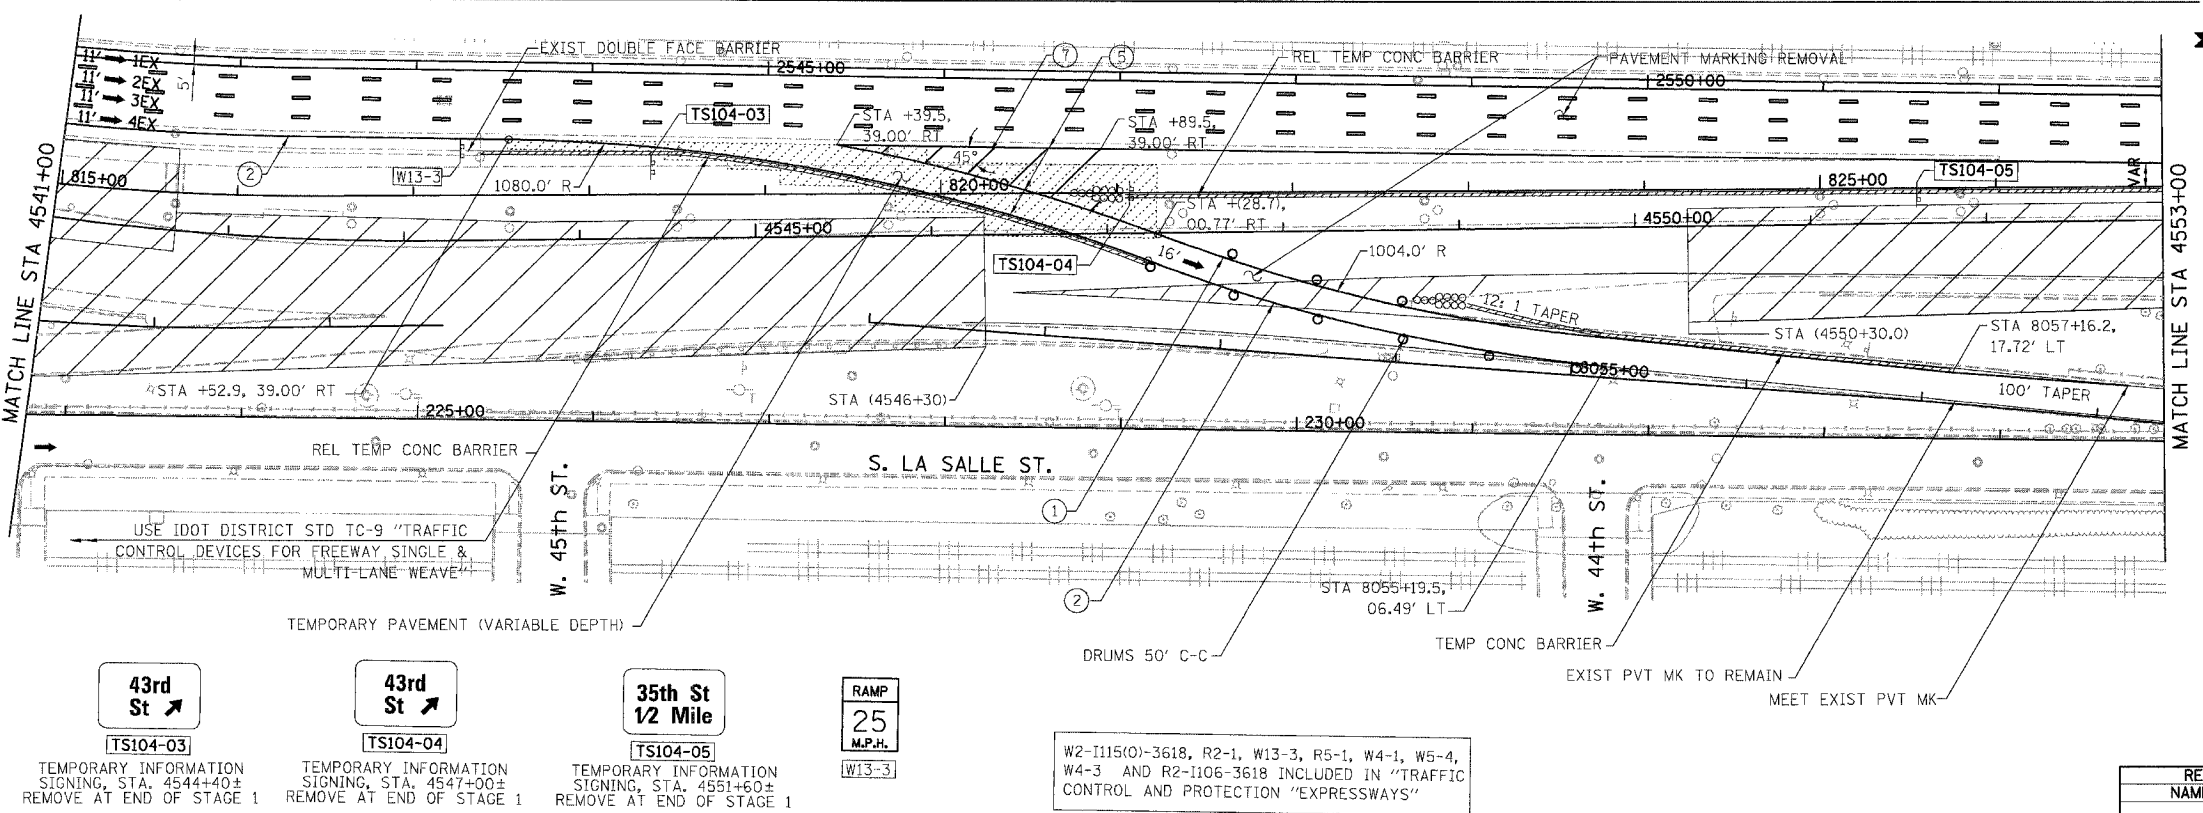 EXIST DOUBLE FACE BARRIER
7
5
REL TEMP CONC BARRIER
PAVEMENT MARKING REMOVAL
11' 1EX
11' 2EX
11' 3EX
11' 4EX
5'
2545+00
2550+00
TS104-03
STA +39.5,
39.00' RT
STA +89.5,
39.00' RT
45°
2
W13-3
815+00
1080.0' R
820+00
825+00
TS104-05
VAR
STA +(28.7),
00.77' RT
4545+00
4550+00
TS104-04
16'
1004.0' R
12:1 TAPER
STA (4550+30.0)
STA 8057+16.2,
17.72' LT
MATCH LINE STA 4541+00
MATCH LINE STA 4553+00
STA +52.9, 39.00' RT
STA (4546+30)
8055+00
100' TAPER
225+00
230+00
REL TEMP CONC BARRIER
S. LA SALLE ST.
W. 45th ST.
W. 44th ST.
1
USE IDOT DISTRICT STD TC-9 "TRAFFIC
CONTROL DEVICES FOR FREEWAY SINGLE &
MULTI-LANE WEAVE"
2
STA 8055+19.5,
06.49' LT
TEMPORARY PAVEMENT (VARIABLE DEPTH)
DRUMS 50' C-C
TEMP CONC BARRIER
EXIST PVT MK TO REMAIN
MEET EXIST PVT MK
43rd
St
TS104-03
TEMPORARY INFORMATION
SIGNING, STA. 4544+40±
REMOVE AT END OF STAGE 1
43rd
St
TS104-04
TEMPORARY INFORMATION
SIGNING, STA. 4547+00±
REMOVE AT END OF STAGE 1
35th St
1/2 Mile
TS104-05
TEMPORARY INFORMATION
SIGNING, STA. 4551+60±
REMOVE AT END OF STAGE 1
RAMP
25
M.P.H.
W13-3
W2-I115(O)-3618, R2-1, W13-3, R5-1, W4-1, W5-4,
W4-3 AND R2-I106-3618 INCLUDED IN "TRAFFIC
CONTROL AND PROTECTION "EXPRESSWAYS"